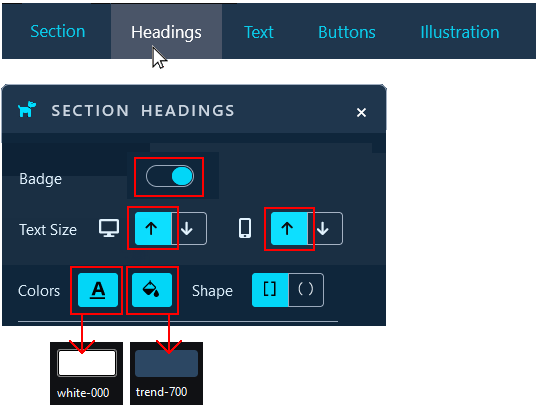 Section Headings Text Buttons Illustration
SECTION HEADINGS ×
Badge
Text Size
Colors A Shape [] ()
white-000 trend-700